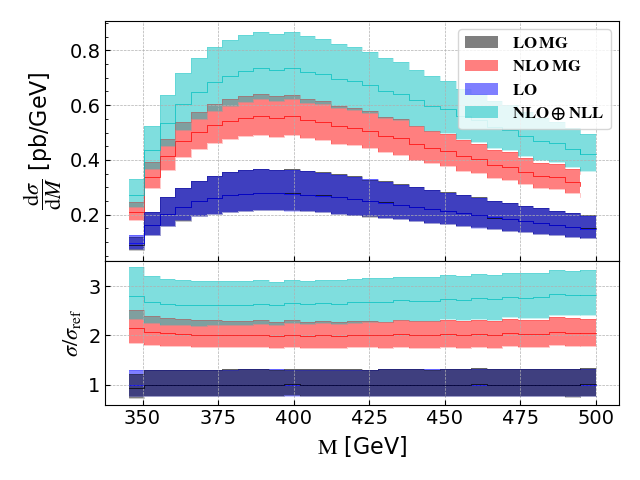 dσ/dM [pb/GeV]
0.8
0.6
0.4
0.2
LO MG
NLO MG
LO
NLO⊕NLL
σ/σref
3
2
1
350 375 400 425 450 475 500
M [GeV]